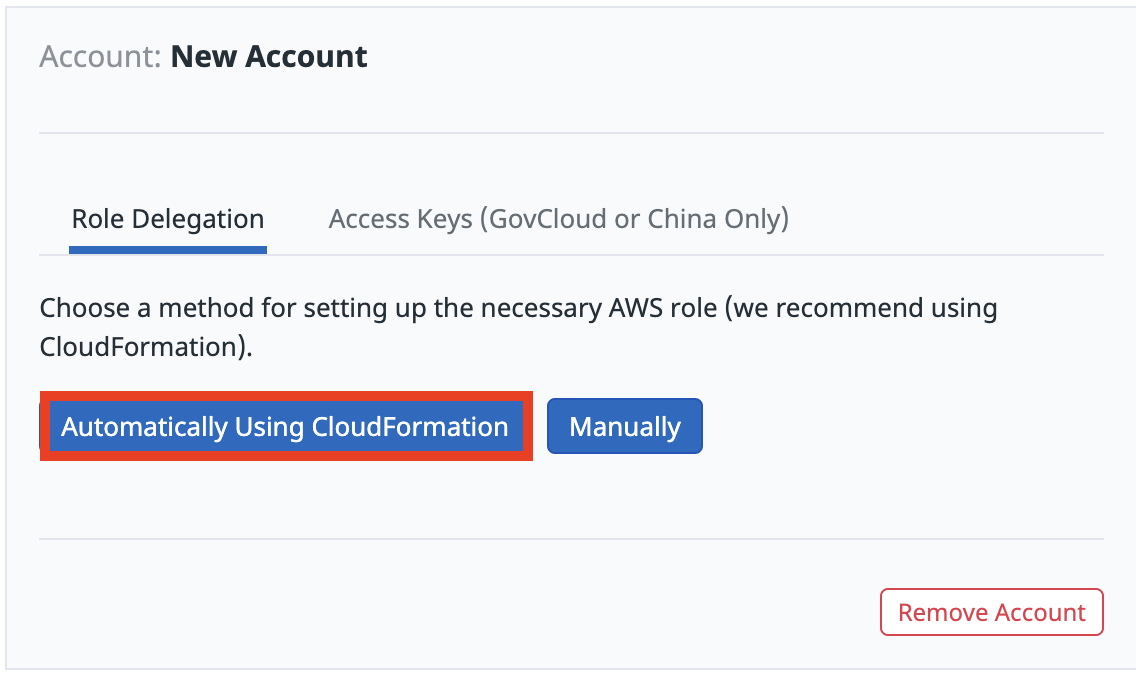 Account: New Account
Role Delegation
Access Keys (GovCloud or China Only)
Choose a method for setting up the necessary AWS role (we recommend using
CloudFormation).
Automatically Using CloudFormation
Manually
Remove Account